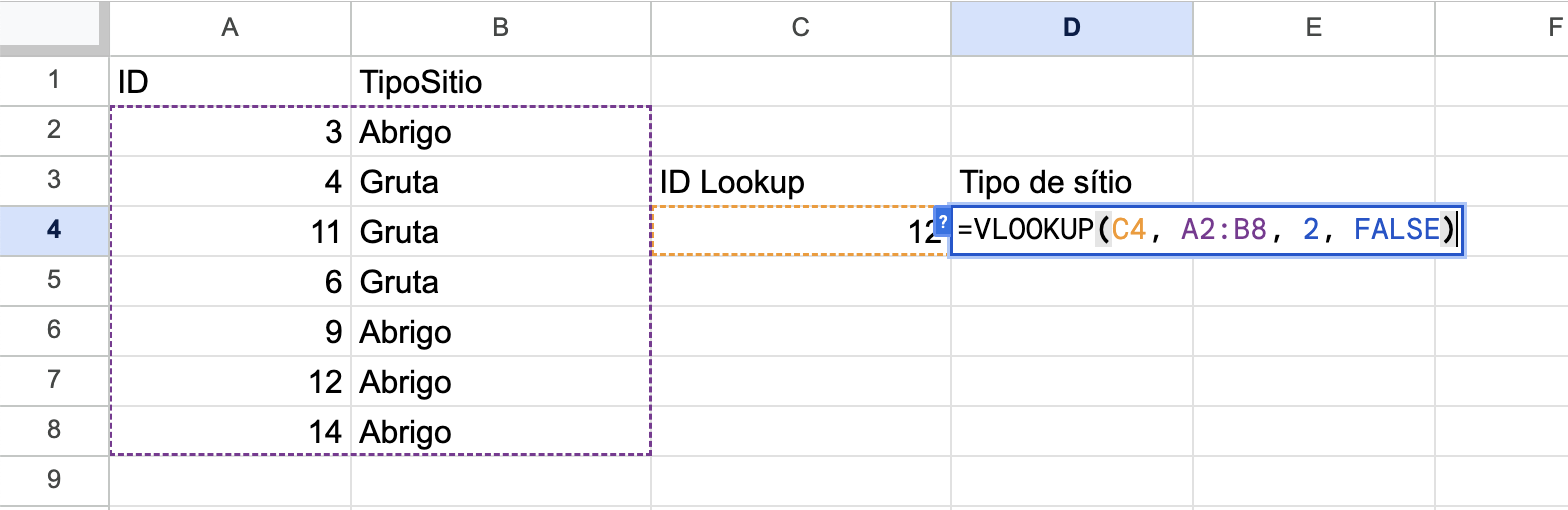 A B C D E F
1 ID TipoSitio
2 3 Abrigo
3 4 Gruta ID Lookup Tipo de sítio
4 11 Gruta 12 ? =VLOOKUP(C4, A2:B8, 2, FALSE)
5 6 Gruta
6 9 Abrigo
7 12 Abrigo
8 14 Abrigo
9